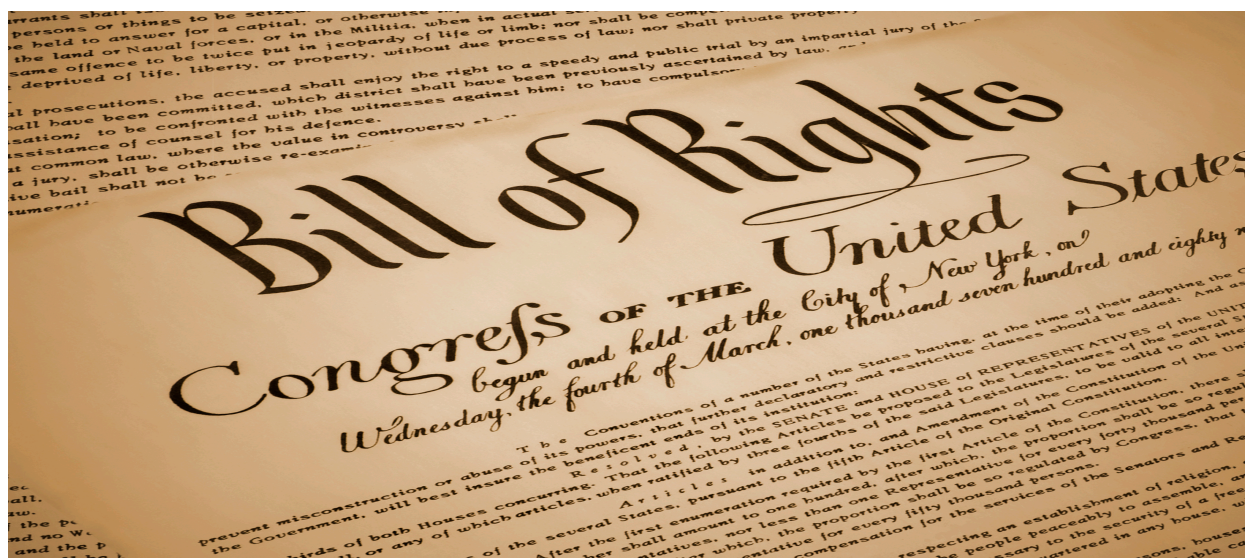 shall
persons or things to be seized.
be held to answer for a capital, or otherwise
the land or Naval forces, or in the Militia, when in actual
same offence to be twice put in jeopardy of life or limb; nor shall be
deprived of life, liberty, or property, without due process of law; nor shall private property
prosecutions, the accused shall enjoy the right to a speedy and public trial by an impartial jury of the
have been committed, which district shall have been previously ascertained by law,
to be confronted with the witnesses against him; to have
of counsel for his defence.
common law, where the value in controversy
a jury, shall be otherwise
bail shall not be
Bill of Rights
Congreſs OF THE United States
begun and held at the City of New York, on
Wednesday, the fourth of March, one thousand seven hundred and eighty
The Conventions of a number of the States having, at the time of their adopting the
prevent misconstruction or abuse of its powers, that further declaratory and restrictive clauses should be added: And
the Government, will best insure the beneficent ends of its institution;
Resolved, by the SENATE and HOUSE of REPRESENTATIVES of the
of both Houses concurring. That the following Articles be proposed to the Legislatures of the several
or any of which articles, when ratified by three fourths of the said Legislatures, to be valid to all
Articles in addition to, and Amendment of the Constitution of the
of the several States, pursuant to the fifth Article of the Original Constitution.
After the first enumeration required by the first Article of the Constitution, there
shall amount to one hundred, after which, the proportion shall be so
nor less than one Representative for every forty thousand
which, the proportion shall be so regulated by Congress, that
for every fifty thousand persons.
compensation for the services of the Senators and
respecting an establishment of religion,
the people peaceably to assemble,
to the security of a
in any house,